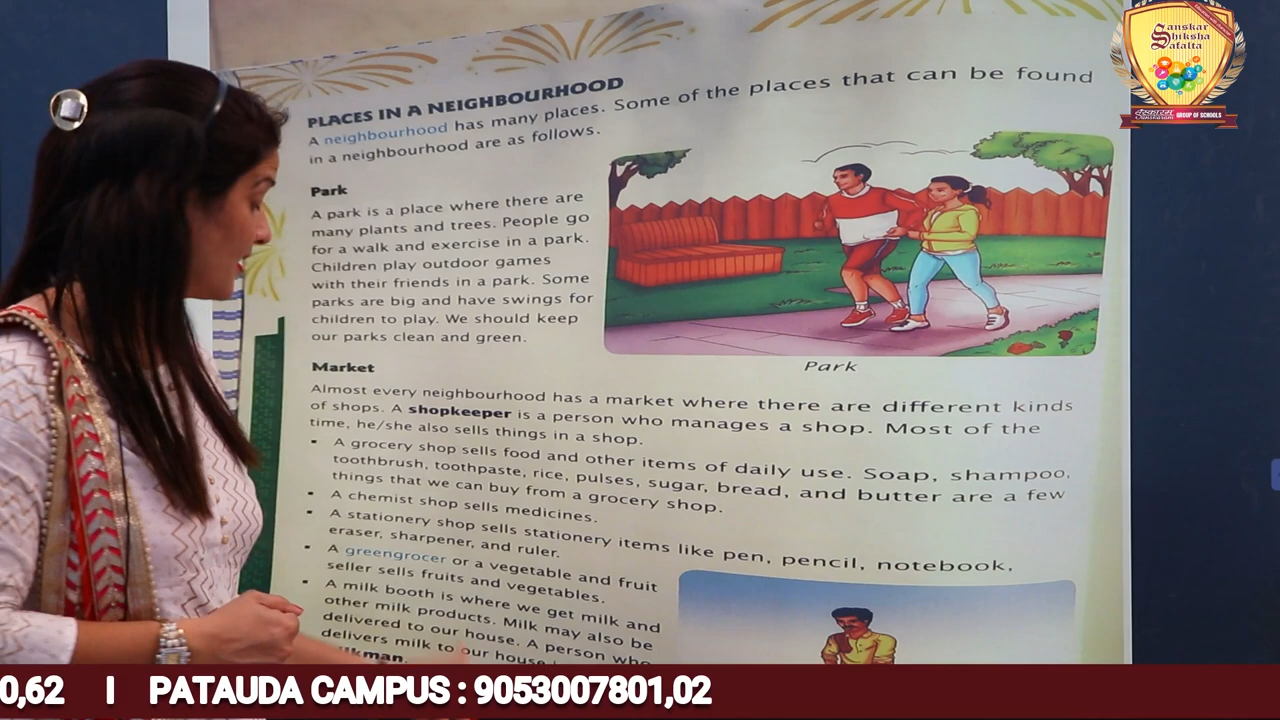 Sanskar
Shiksha
Safalta
GROUP OF SCHOOLS
PLACES IN A NEIGHBOURHOOD
A neighbourhood has many places. Some of the places that can be found
in a neighbourhood are as follows.
Park
A park is a place where there are
many plants and trees. People go
for a walk and exercise in a park.
Children play outdoor games
with their friends in a park. Some
parks are big and have swings for
children to play. We should keep
our parks clean and green.
Park
Market
Almost every neighbourhood has a market where there are different kinds
of shops. A shopkeeper is a person who manages a shop. Most of the
time, he/she also sells things in a shop.
▪ A grocery shop sells food and other items of daily use. Soap, shampoo,
toothbrush, toothpaste, rice, pulses, sugar, bread, and butter are a few
things that we can buy from a grocery shop.
▪ A chemist shop sells medicines.
▪ A stationery shop sells stationery items like pen, pencil, notebook,
eraser, sharpener, and ruler.
▪ A greengrocer or a vegetable and fruit
seller sells fruits and vegetables.
▪ A milk booth is where we get milk and
other milk products. Milk may also be
delivered to our house. A person who
delivers milk to our house
0,62 | PATAUDA CAMPUS : 9053007801,02